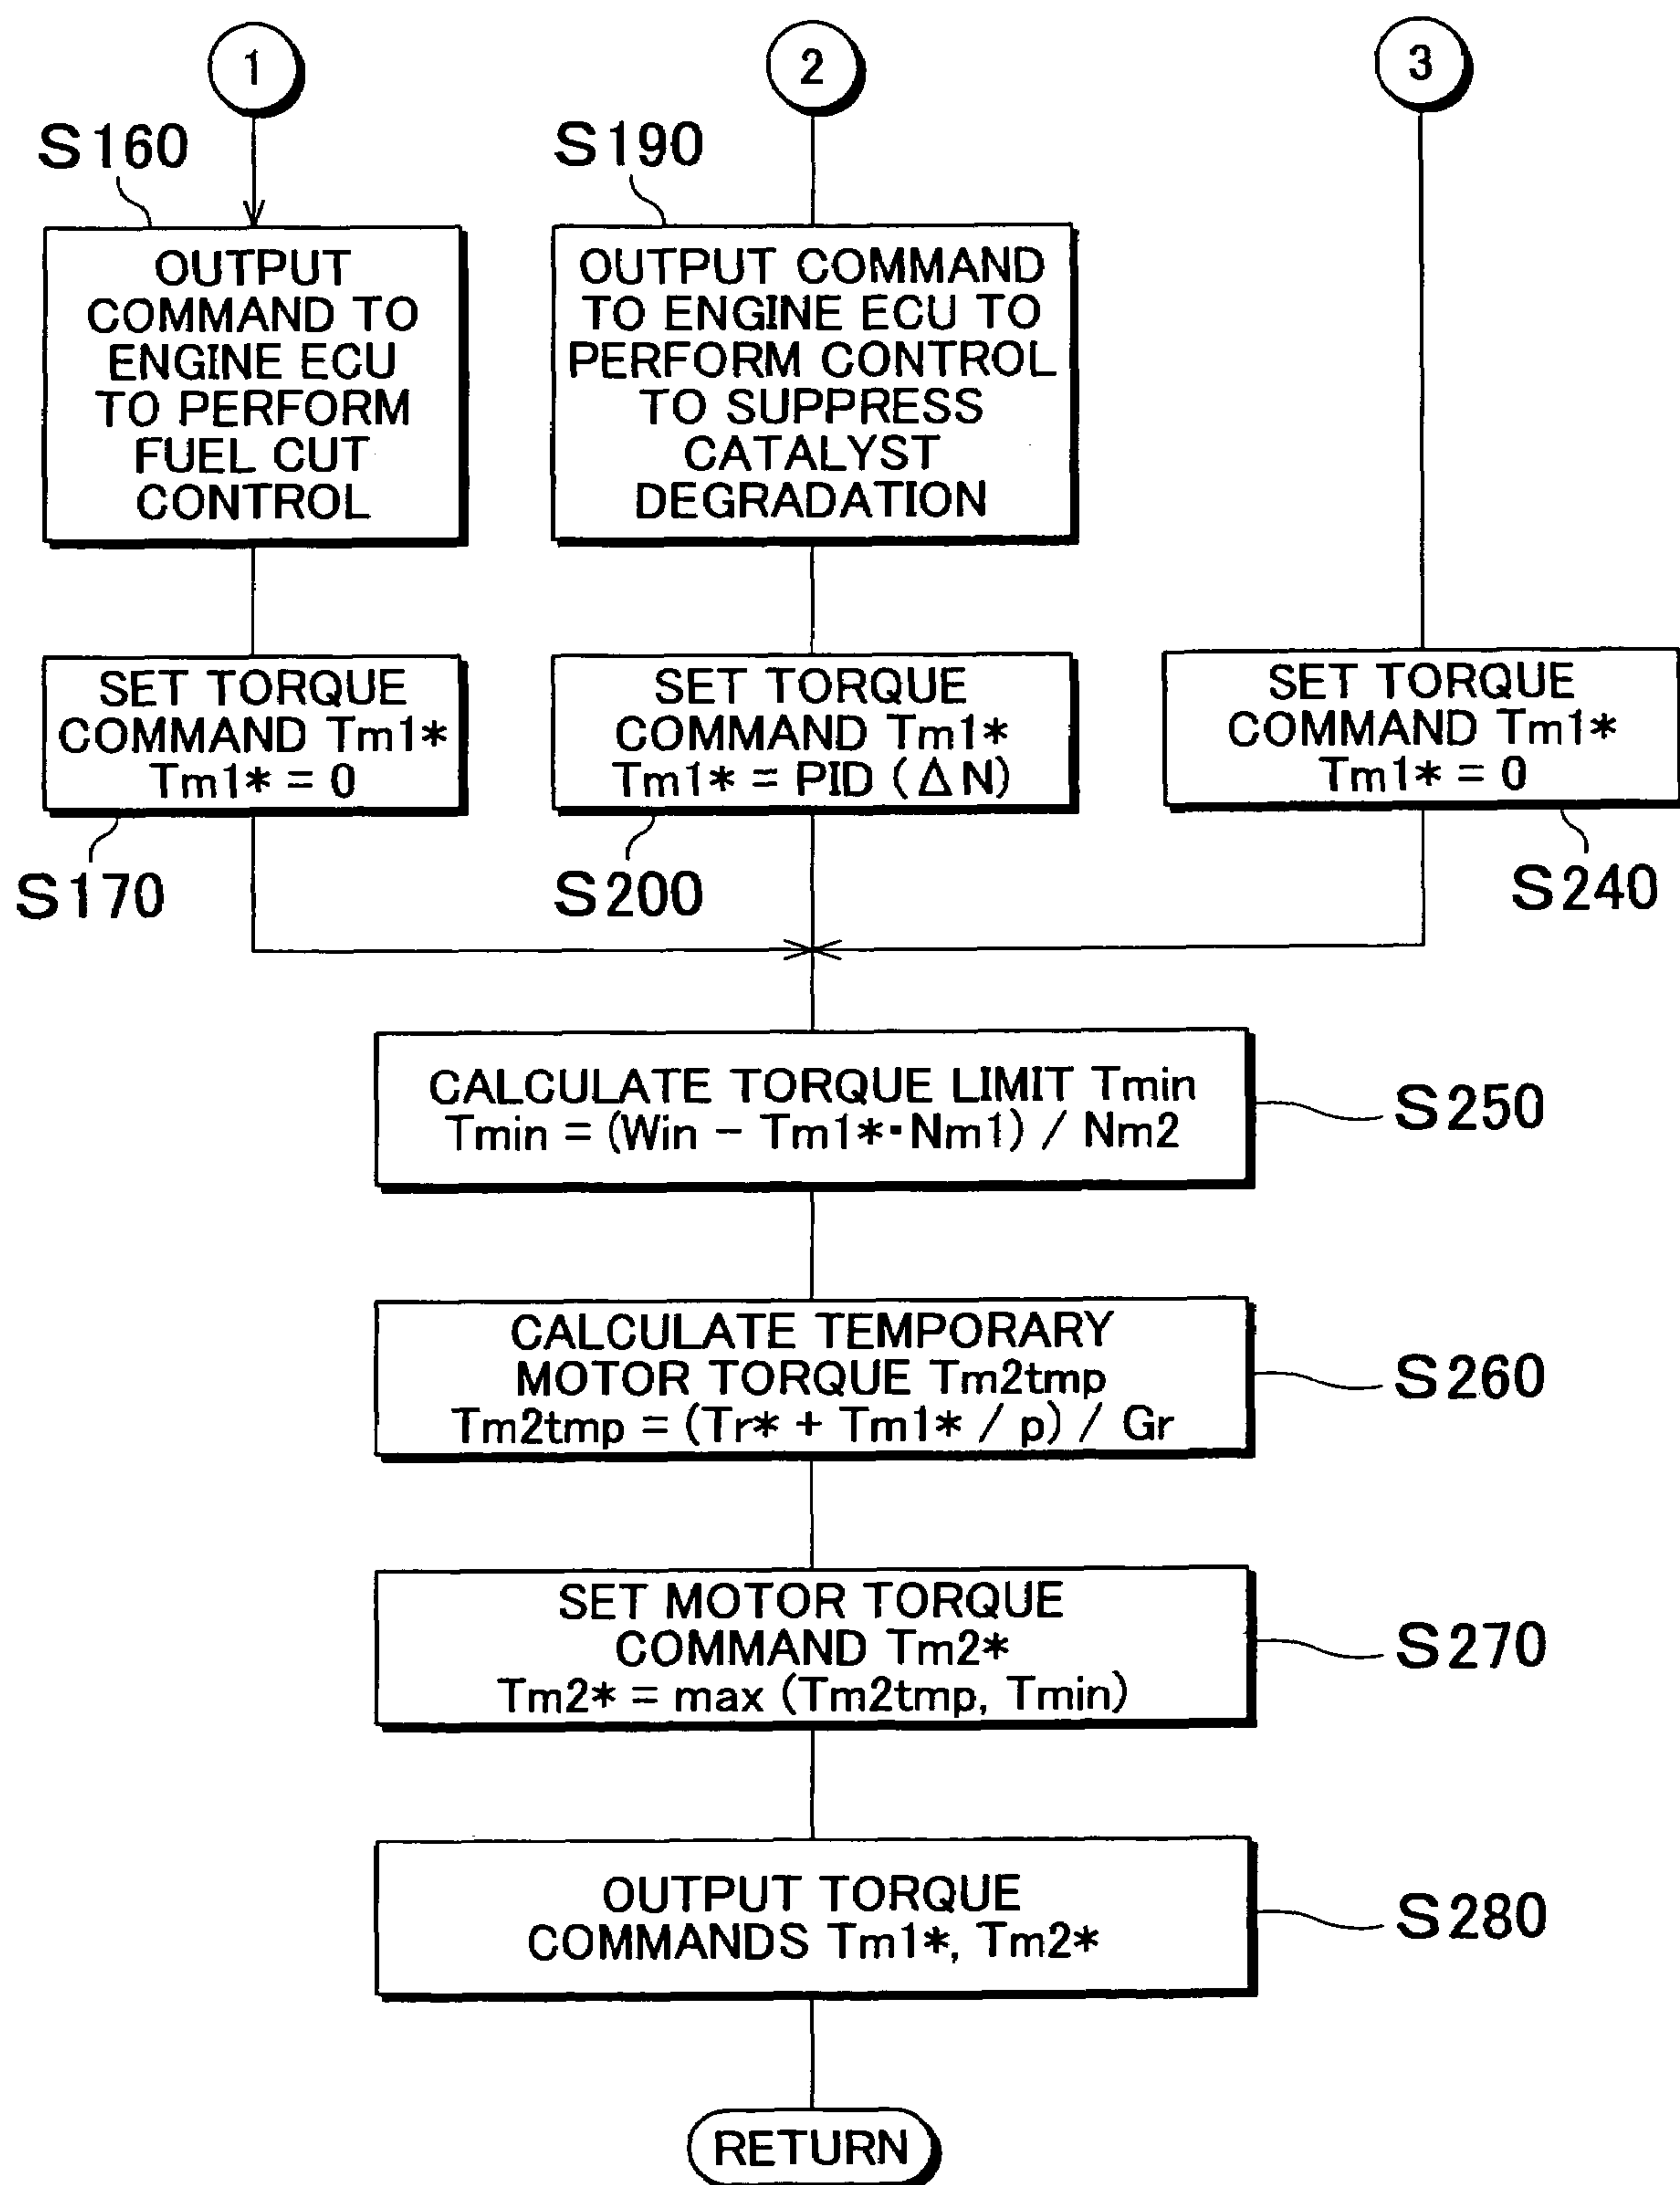 1
2
3
S160
OUTPUT
COMMAND TO
ENGINE ECU
TO PERFORM
FUEL CUT
CONTROL
S190
OUTPUT COMMAND
TO ENGINE ECU TO
PERFORM CONTROL
TO SUPPRESS
CATALYST
DEGRADATION
SET TORQUE
COMMAND Tm1*
Tm1* = 0
S170
SET TORQUE
COMMAND Tm1*
Tm1* = PID (ΔN)
S200
SET TORQUE
COMMAND Tm1*
Tm1* = 0
S240
CALCULATE TORQUE LIMIT Tmin
Tmin = (Win - Tm1*·Nm1) / Nm2
S250
CALCULATE TEMPORARY
MOTOR TORQUE Tm2tmp
Tm2tmp = (Tr* + Tm1* / p) / Gr
S260
SET MOTOR TORQUE
COMMAND Tm2*
Tm2* = max (Tm2tmp, Tmin)
S270
OUTPUT TORQUE
COMMANDS Tm1*, Tm2*
S280
RETURN